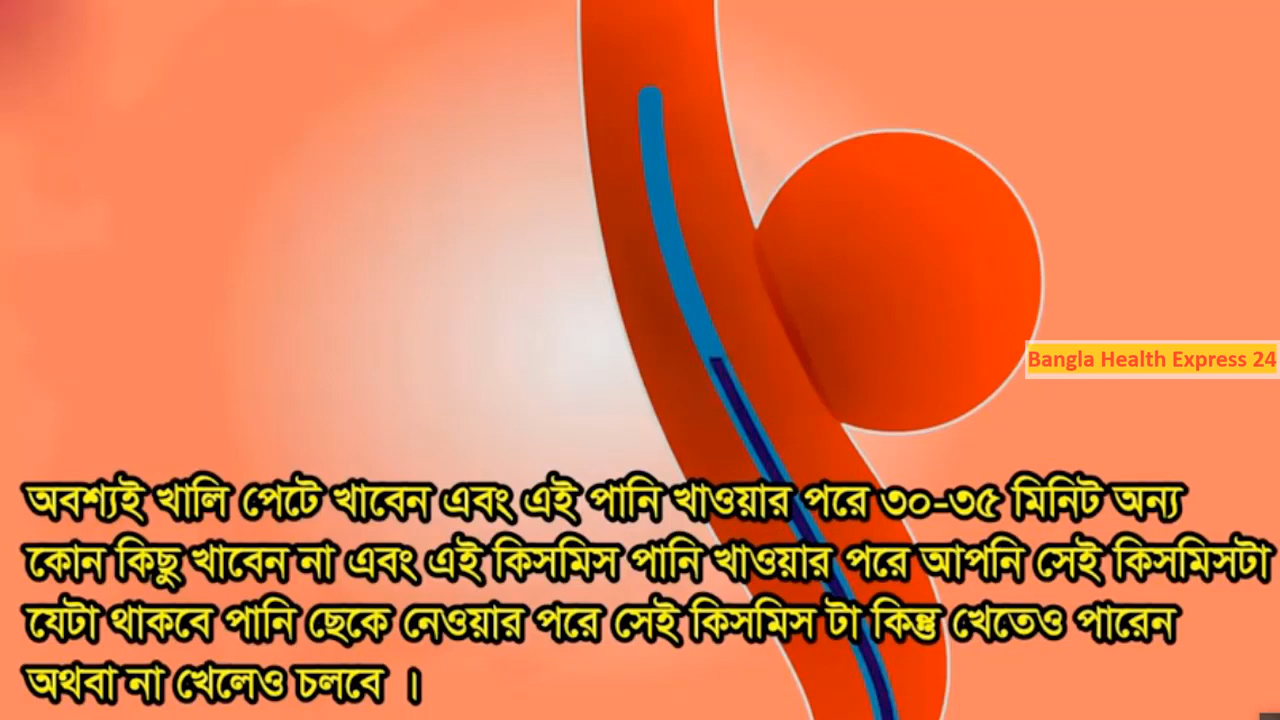 Bangla Health Express 24
অবশ্যই খালি পেটে খাবেন এবং এই পানি খাওয়ার পরে ৩০-৩৫ মিনিট অন্য
কোন কিছু খাবেন না এবং এই কিসমিস পানি খাওয়ার পরে আপনি সেই কিসমিসটা
যেটা থাকবে পানি ছেকে নেওয়ার পরে সেই কিসমিস টা কিন্তু খেতেও পারেন
অথবা না খেলেও চলবে ।